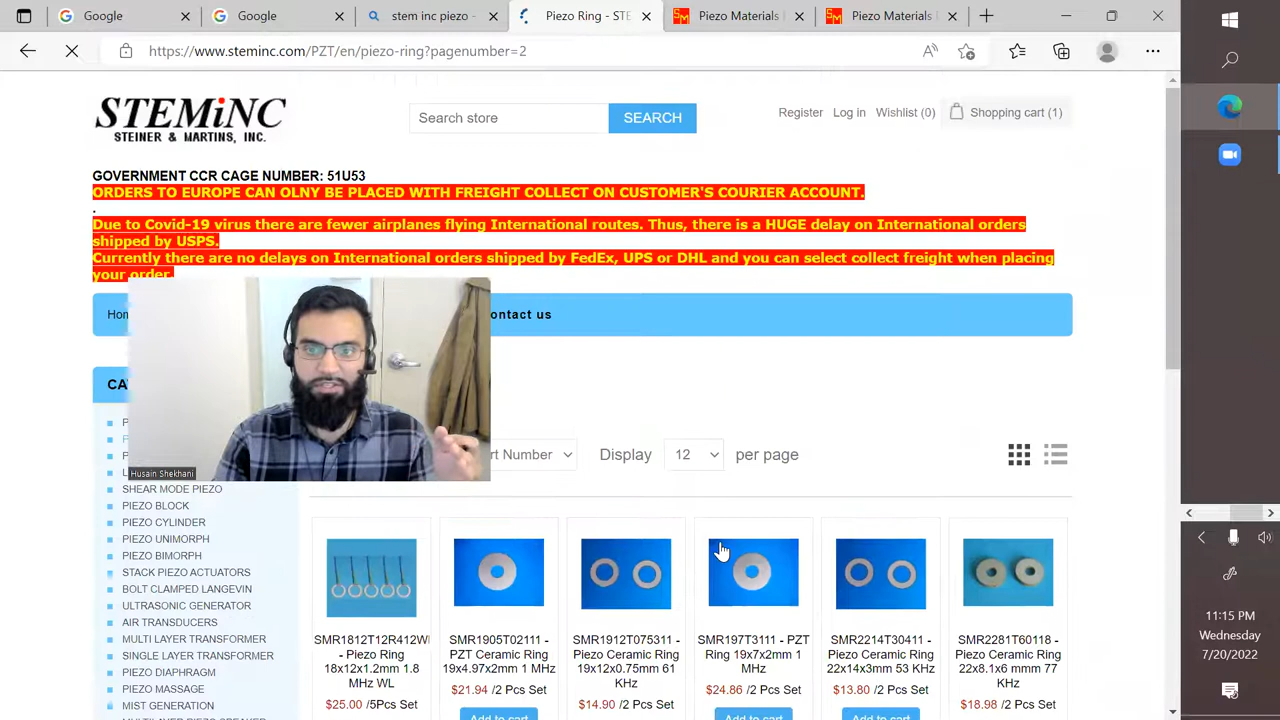 Google
Google
stem inc piezo -
Piezo Ring - STE
Piezo Materials
Piezo Materials
https://www.steminc.com/PZT/en/piezo-ring?pagenumber=2
STEMiNC
STEINER & MARTINS, INC.
Search store
SEARCH
Register
Log in
Wishlist (0)
Shopping cart (1)
GOVERNMENT CCR CAGE NUMBER: 51U53
ORDERS TO EUROPE CAN OLNY BE PLACED WITH FREIGHT COLLECT ON CUSTOMER'S COURIER ACCOUNT.
.
Due to Covid-19 virus there are fewer airplanes flying International routes. Thus, there is a HUGE delay on International orders
shipped by USPS.
Currently there are no delays on International orders shipped by FedEx, UPS or DHL and you can select collect freight when placing
your order.
ontact us
Husain Shekhani
Number
Display
12
per page
SHEAR MODE PIEZO
PIEZO BLOCK
PIEZO CYLINDER
PIEZO UNIMORPH
PIEZO BIMORPH
STACK PIEZO ACTUATORS
BOLT CLAMPED LANGEVIN
ULTRASONIC GENERATOR
AIR TRANSDUCERS
MULTI LAYER TRANSFORMER
SINGLE LAYER TRANSFORMER
PIEZO DIAPHRAGM
PIEZO MASSAGE
MIST GENERATION
SMR1812T12R412W
- Piezo Ring
18x12x1.2mm 1.8
MHz WL
$25.00 /5Pcs Set
SMR1905T02111 -
PZT Ceramic Ring
19x4.97x2mm 1 MHz
$21.94 /2 Pcs Set
Add to cart
SMR1912T075311 -
Piezo Ceramic Ring
19x12x0.75mm 61
KHz
$14.90 /2 Pcs Set
SMR197T3111 - PZT
Ring 19x7x2mm 1
MHz
$24.86 /2 Pcs Set
Add to cart
SMR2214T30411 -
Piezo Ceramic Ring
22x14x3mm 53 KHz
$13.80 /2 Pcs Set
Add to cart
SMR2281T60118 -
Piezo Ceramic Ring
22x8.1x6 mmm 77
KHz
$18.98 /2 Pcs Set
11:15 PM
Wednesday
7/20/2022